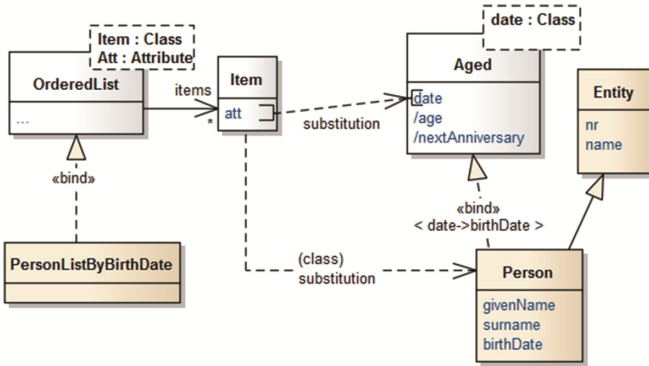 Item : Class
Att : Attribute
OrderedList
...
items
*
Item
att
substitution
date : Class
Aged
date
/age
/nextAnniversary
Entity
nr
name
«bind»
«bind»
< date->birthDate >
PersonListByBirthDate
(class)
substitution
Person
givenName
surname
birthDate